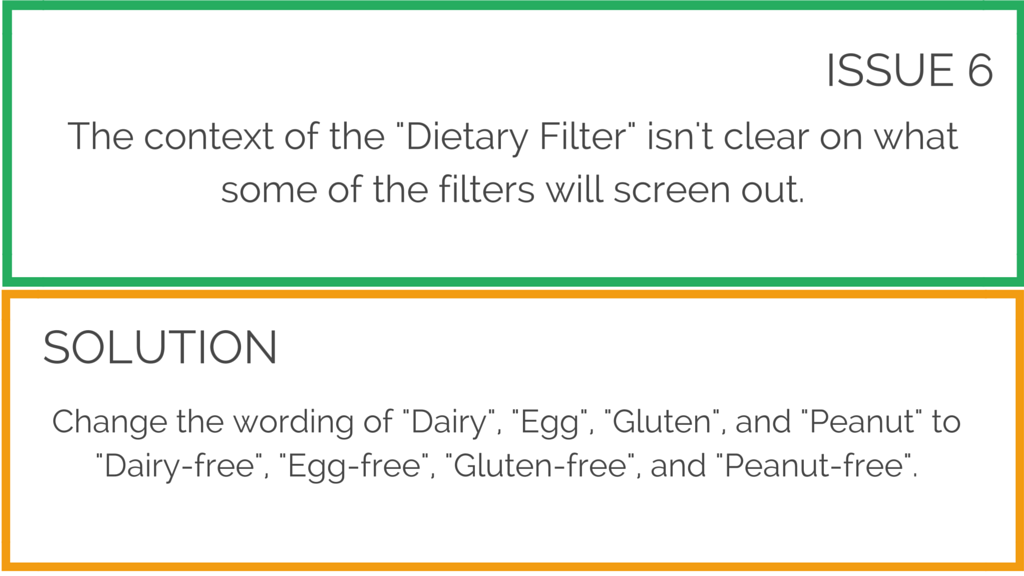 ISSUE 6
The context of the "Dietary Filter" isn't clear on what
some of the filters will screen out.
SOLUTION
Change the wording of "Dairy", "Egg", "Gluten", and "Peanut" to
"Dairy-free", "Egg-free", "Gluten-free", and "Peanut-free".